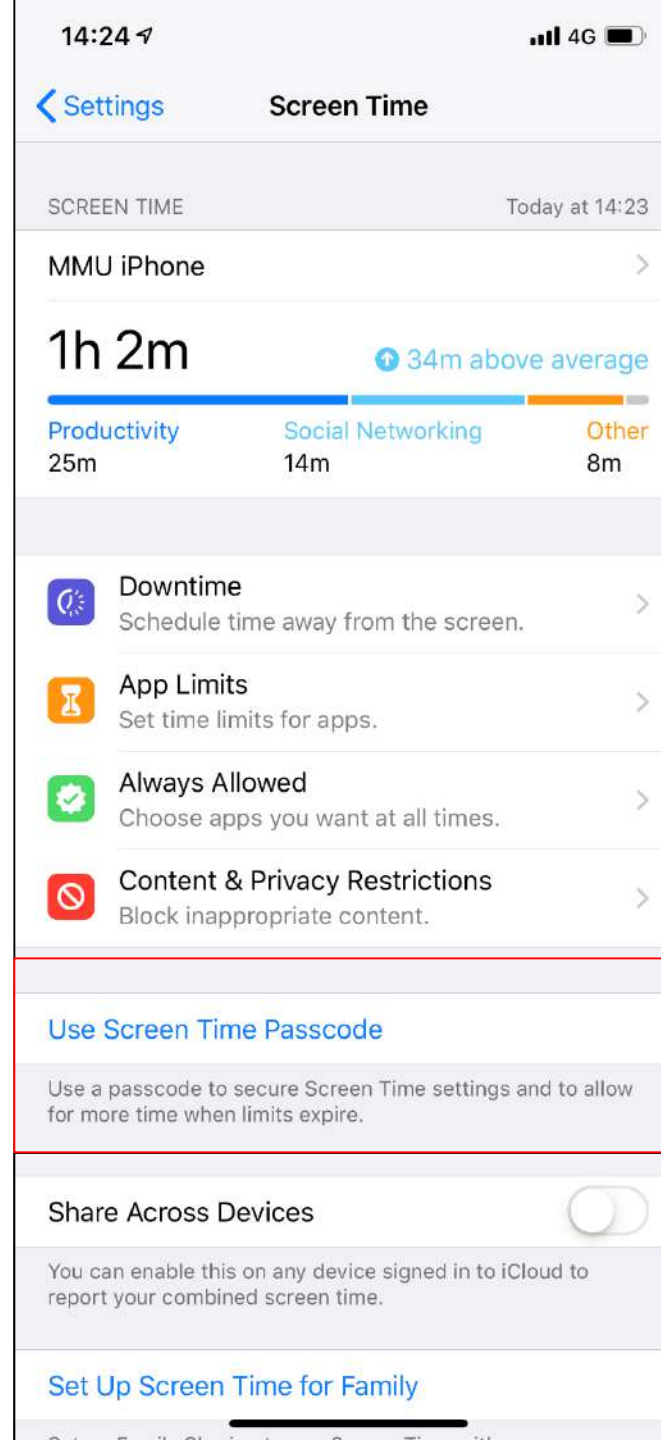 14:24
4G
Settings
Screen Time
SCREEN TIME
Today at 14:23
MMU iPhone
1h 2m
34m above average
Productivity
Social Networking
Other
25m
14m
8m
Downtime
Schedule time away from the screen.
App Limits
Set time limits for apps.
Always Allowed
Choose apps you want at all times.
Content & Privacy Restrictions
Block inappropriate content.
Use Screen Time Passcode
Use a passcode to secure Screen Time settings and to allow
for more time when limits expire.
Share Across Devices
You can enable this on any device signed in to iCloud to
report your combined screen time.
Set Up Screen Time for Family